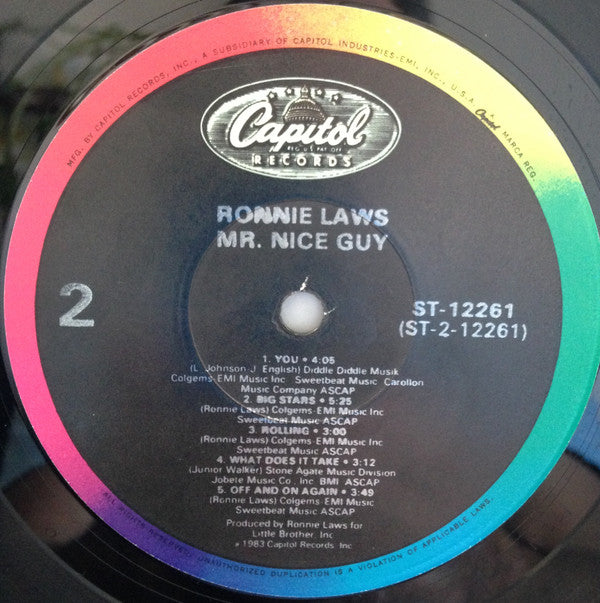 MFG. BY CAPITOL RECORDS, INC., A SUBSIDIARY OF CAPITOL INDUSTRIES-EMI, INC., U.S.A. Capitol MARCA REG.
Capitol
REG. U.S. PAT. OFF.
RECORDS
RONNIE LAWS
MR. NICE GUY
2
ST-12261
(ST-2-12261)
1. YOU • 4:05
(L. Johnson-J. English) Diddle Diddle Musik
Colgems-EMI Music Inc Sweetbeat Music Carollon
Music Company ASCAP
2. BIG STARS • 5:25
(Ronnie Laws) Colgems-EMI Music Inc
Sweetbeat Music ASCAP
3. ROLLING • 3:00
(Ronnie Laws) Colgems-EMI Music Inc
Sweetbeat Music ASCAP
4. WHAT DOES IT TAKE • 3:12
(Junior Walker) Stone Agate Music Division
Jobete Music Co. Inc BMI ASCAP
5. OFF AND ON AGAIN • 3:49
(Ronnie Laws) Colgems-EMI Music Inc
Sweetbeat Music ASCAP
Produced by Ronnie Laws for
Little Brother, Inc
℗ 1983 Capitol Records, Inc
ALL RIGHTS RESERVED. UNAUTHORIZED DUPLICATION IS A VIOLATION OF APPLICABLE LAWS.